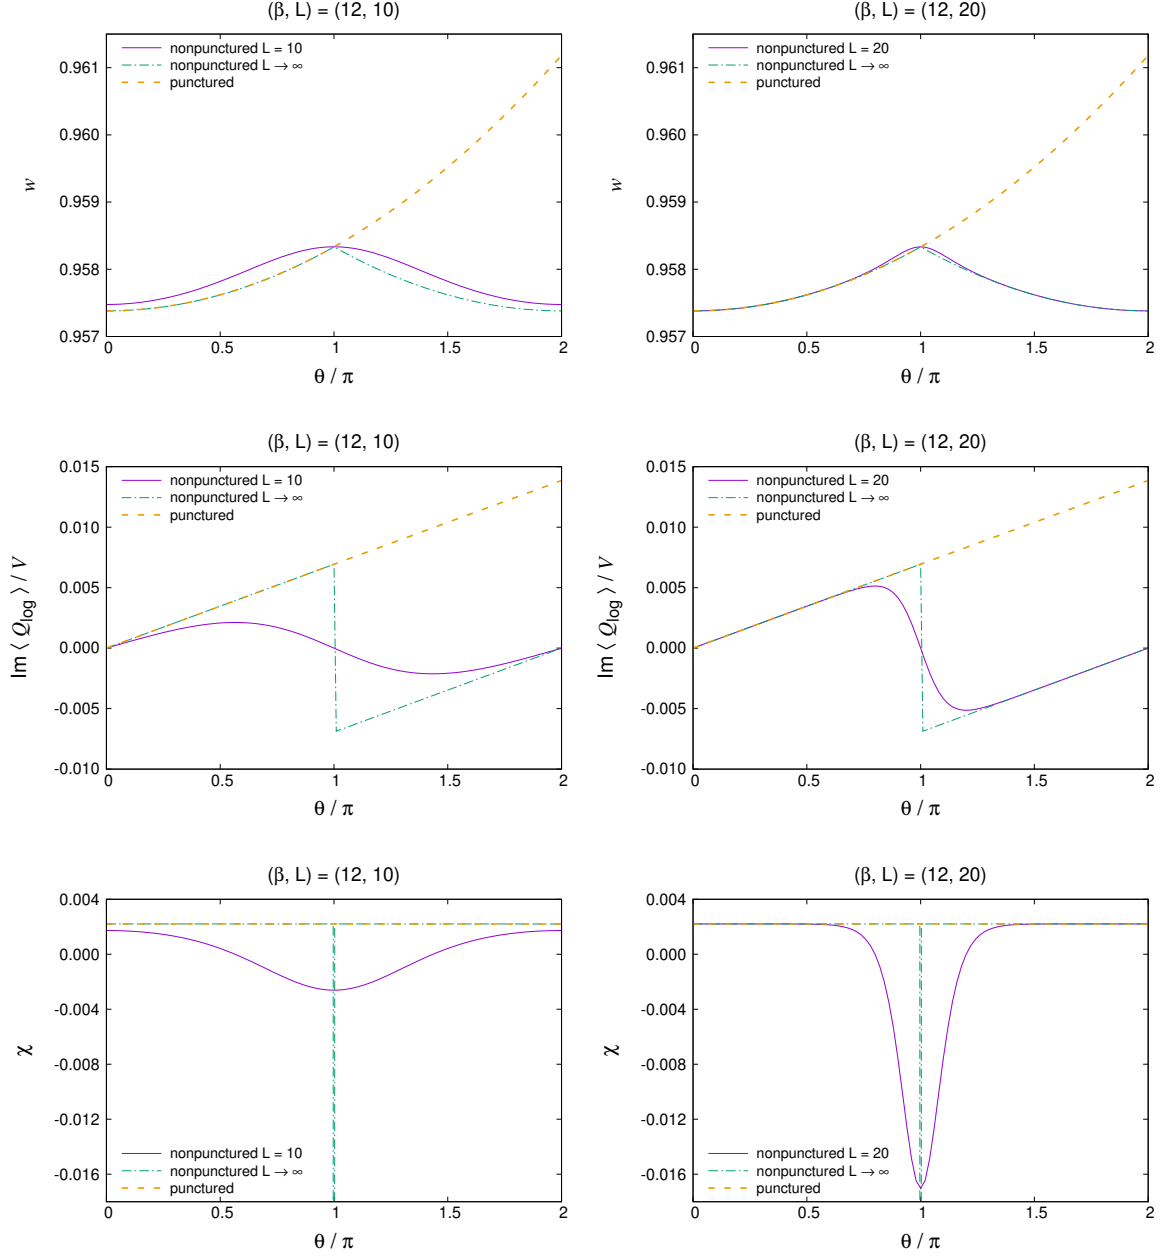 (β, L) = (12, 10)
nonpunctured L = 10
nonpunctured L → ∞
punctured
0.961
0.960
0.959
0.958
0.957
w
0 0.5 1 1.5 2
θ / π
(β, L) = (12, 20)
nonpunctured L = 20
nonpunctured L → ∞
punctured
0.961
0.960
0.959
0.958
0.957
w
0 0.5 1 1.5 2
θ / π
(β, L) = (12, 10)
nonpunctured L = 10
nonpunctured L → ∞
punctured
0.015
0.010
0.005
0.000
-0.005
-0.010
Im ⟨ Q_log ⟩ / V
0 0.5 1 1.5 2
θ / π
(β, L) = (12, 20)
nonpunctured L = 20
nonpunctured L → ∞
punctured
0.015
0.010
0.005
0.000
-0.005
-0.010
Im ⟨ Q_log ⟩ / V
0 0.5 1 1.5 2
θ / π
(β, L) = (12, 10)
0.004
0.000
-0.004
-0.008
-0.012
-0.016
χ
nonpunctured L = 10
nonpunctured L → ∞
punctured
0 0.5 1 1.5 2
θ / π
(β, L) = (12, 20)
0.004
0.000
-0.004
-0.008
-0.012
-0.016
χ
nonpunctured L = 20
nonpunctured L → ∞
punctured
0 0.5 1 1.5 2
θ / π